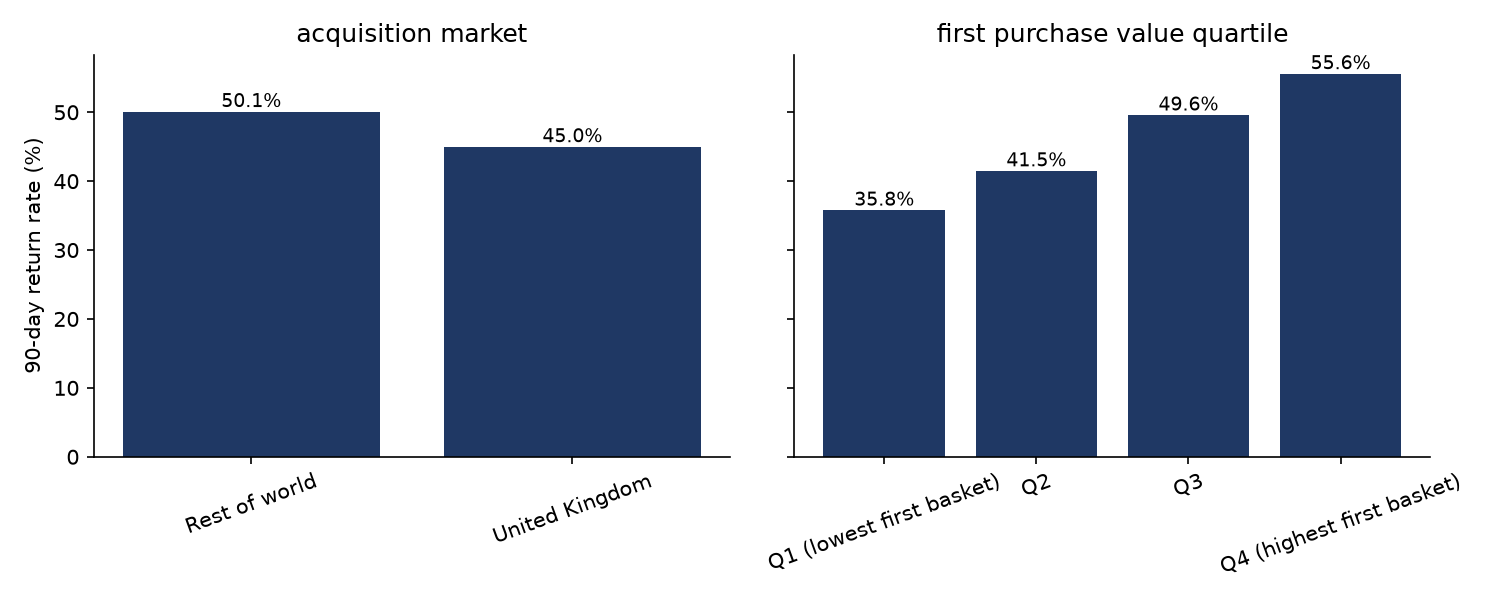 acquisition market
50.1%
45.0%
90-day return rate (%)
50
40
30
20
10
0
Rest of world
United Kingdom
first purchase value quartile
35.8%
41.5%
49.6%
55.6%
Q1 (lowest first basket)
Q2
Q3
Q4 (highest first basket)